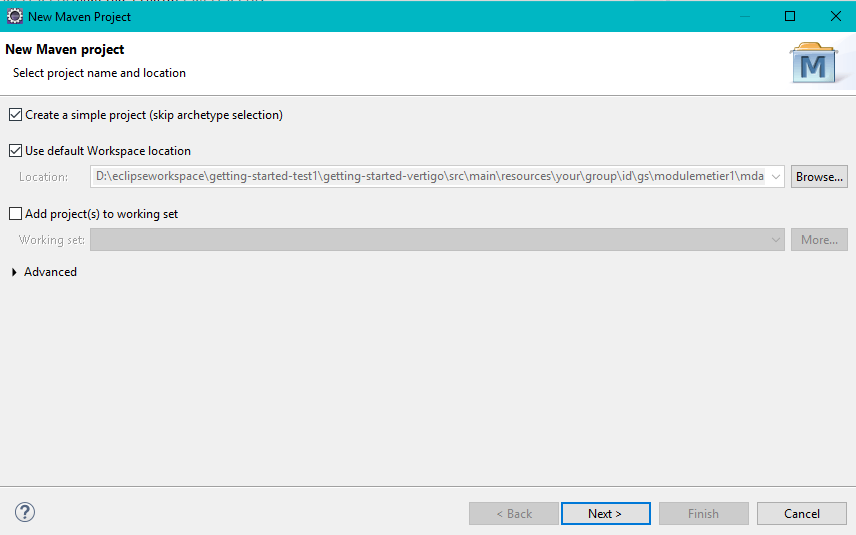 New Maven Project
New Maven project
Select project name and location
M
Create a simple project (skip archetype selection)
Use default Workspace location
Location: D:\eclipseworkspace\getting-started-test1\getting-started-vertigo\src\main\resources\your\group\id\gs\modulemetier1\mda Browse...
Add project(s) to working set
Working set: More...
Advanced
? < Back Next > Finish Cancel